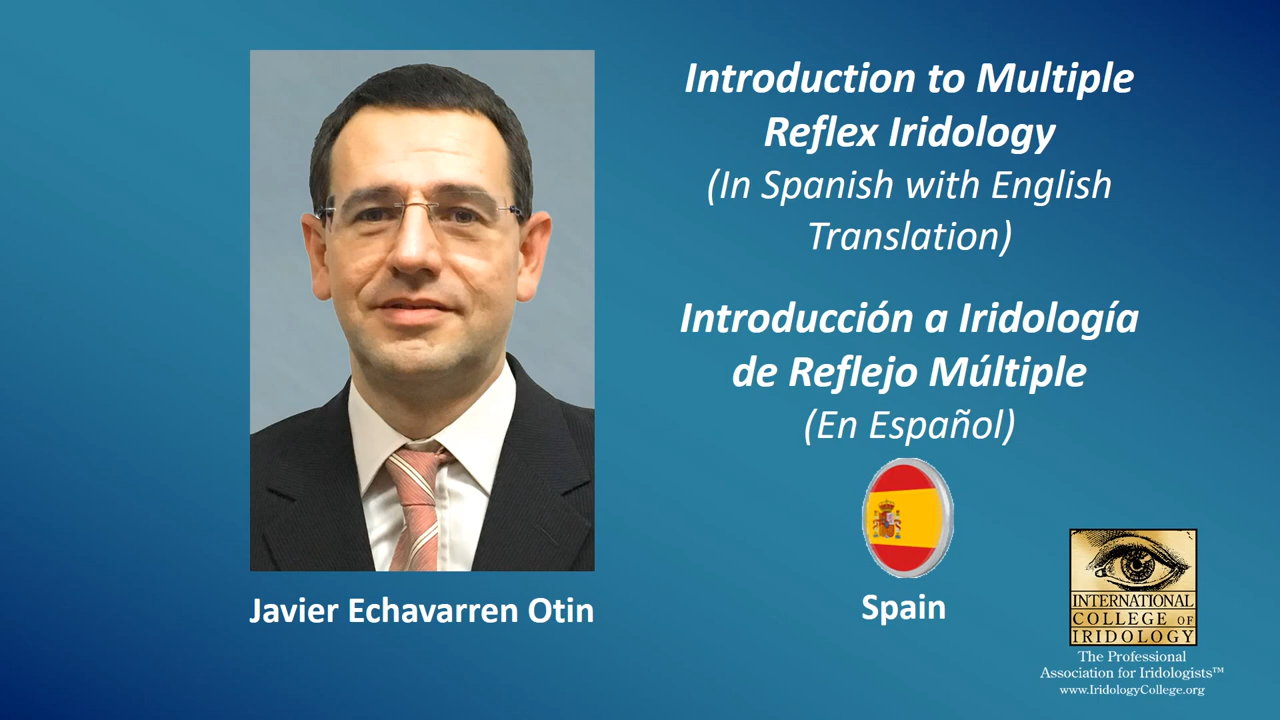 Introduction to Multiple
Reflex Iridology
(In Spanish with English
Translation)
Introducción a Iridología
de Reflejo Múltiple
(En Español)
Javier Echavarren Otin
Spain
INTERNATIONAL
COLLEGE OF
IRIDOLOGY
The Professional
Association for Iridologists™
www.IridologyCollege.org